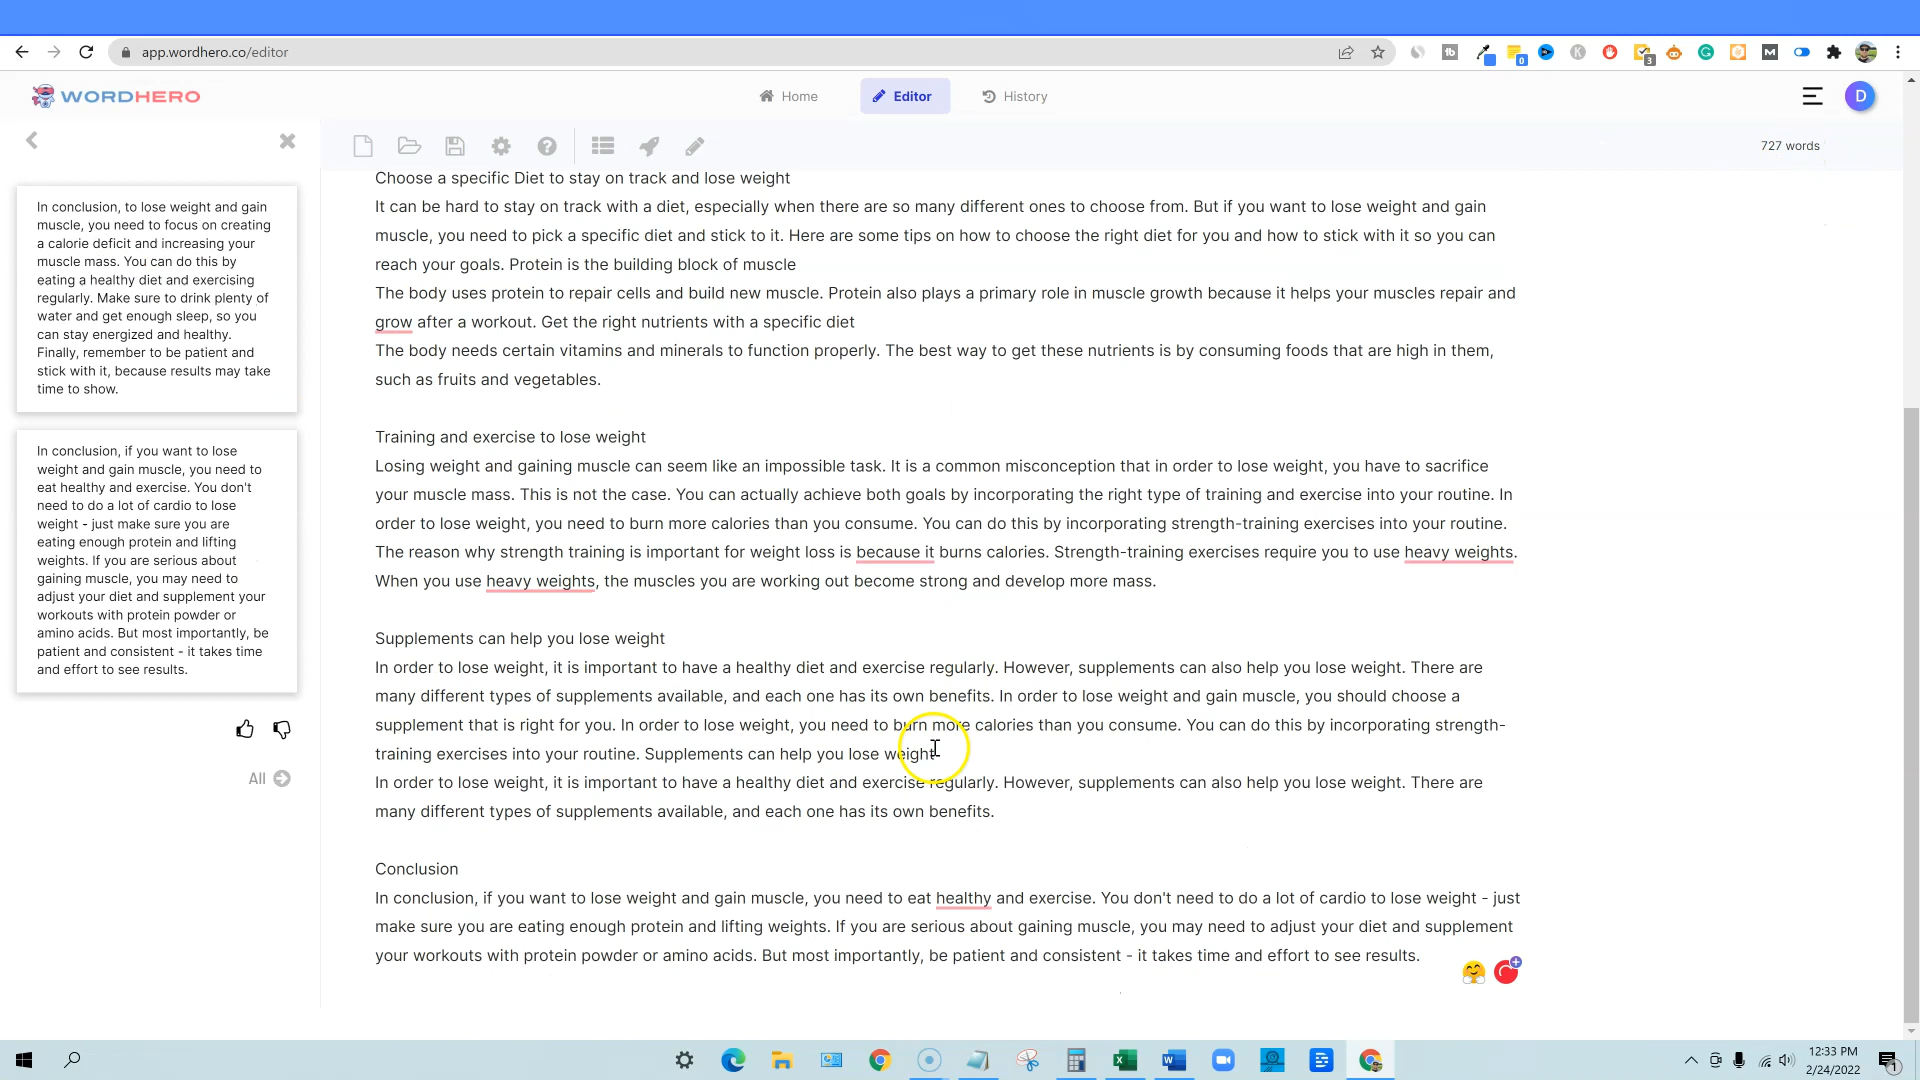 app.wordhero.co/editor
0
3
WORDHERO
Home
Editor
History
D
727 words
In conclusion, to lose weight and gain
muscle, you need to focus on creating
a calorie deficit and increasing your
muscle mass. You can do this by
eating a healthy diet and exercising
regularly. Make sure to drink plenty of
water and get enough sleep, so you
can stay energized and healthy.
Finally, remember to be patient and
stick with it, because results may take
time to show.
In conclusion, if you want to lose
weight and gain muscle, you need to
eat healthy and exercise. You don't
need to do a lot of cardio to lose
weight - just make sure you are
eating enough protein and lifting
weights. If you are serious about
gaining muscle, you may need to
adjust your diet and supplement your
workouts with protein powder or
amino acids. But most importantly, be
patient and consistent - it takes time
and effort to see results.
All
Choose a specific Diet to stay on track and lose weight
It can be hard to stay on track with a diet, especially when there are so many different ones to choose from. But if you want to lose weight and gain
muscle, you need to pick a specific diet and stick to it. Here are some tips on how to choose the right diet for you and how to stick with it so you can
reach your goals. Protein is the building block of muscle
The body uses protein to repair cells and build new muscle. Protein also plays a primary role in muscle growth because it helps your muscles repair and
grow after a workout. Get the right nutrients with a specific diet
The body needs certain vitamins and minerals to function properly. The best way to get these nutrients is by consuming foods that are high in them,
such as fruits and vegetables.
Training and exercise to lose weight
Losing weight and gaining muscle can seem like an impossible task. It is a common misconception that in order to lose weight, you have to sacrifice
your muscle mass. This is not the case. You can actually achieve both goals by incorporating the right type of training and exercise into your routine. In
order to lose weight, you need to burn more calories than you consume. You can do this by incorporating strength-training exercises into your routine.
The reason why strength training is important for weight loss is because it burns calories. Strength-training exercises require you to use heavy weights.
When you use heavy weights, the muscles you are working out become strong and develop more mass.
Supplements can help you lose weight
In order to lose weight, it is important to have a healthy diet and exercise regularly. However, supplements can also help you lose weight. There are
many different types of supplements available, and each one has its own benefits. In order to lose weight and gain muscle, you should choose a
supplement that is right for you. In order to lose weight, you need to burn more calories than you consume. You can do this by incorporating strength-
training exercises into your routine. Supplements can help you lose weight
In order to lose weight, it is important to have a healthy diet and exercise regularly. However, supplements can also help you lose weight. There are
many different types of supplements available, and each one has its own benefits.
Conclusion
In conclusion, if you want to lose weight and gain muscle, you need to eat healthy and exercise. You don't need to do a lot of cardio to lose weight - just
make sure you are eating enough protein and lifting weights. If you are serious about gaining muscle, you may need to adjust your diet and supplement
your workouts with protein powder or amino acids. But most importantly, be patient and consistent - it takes time and effort to see results.
12:33 PM
2/24/2022
1